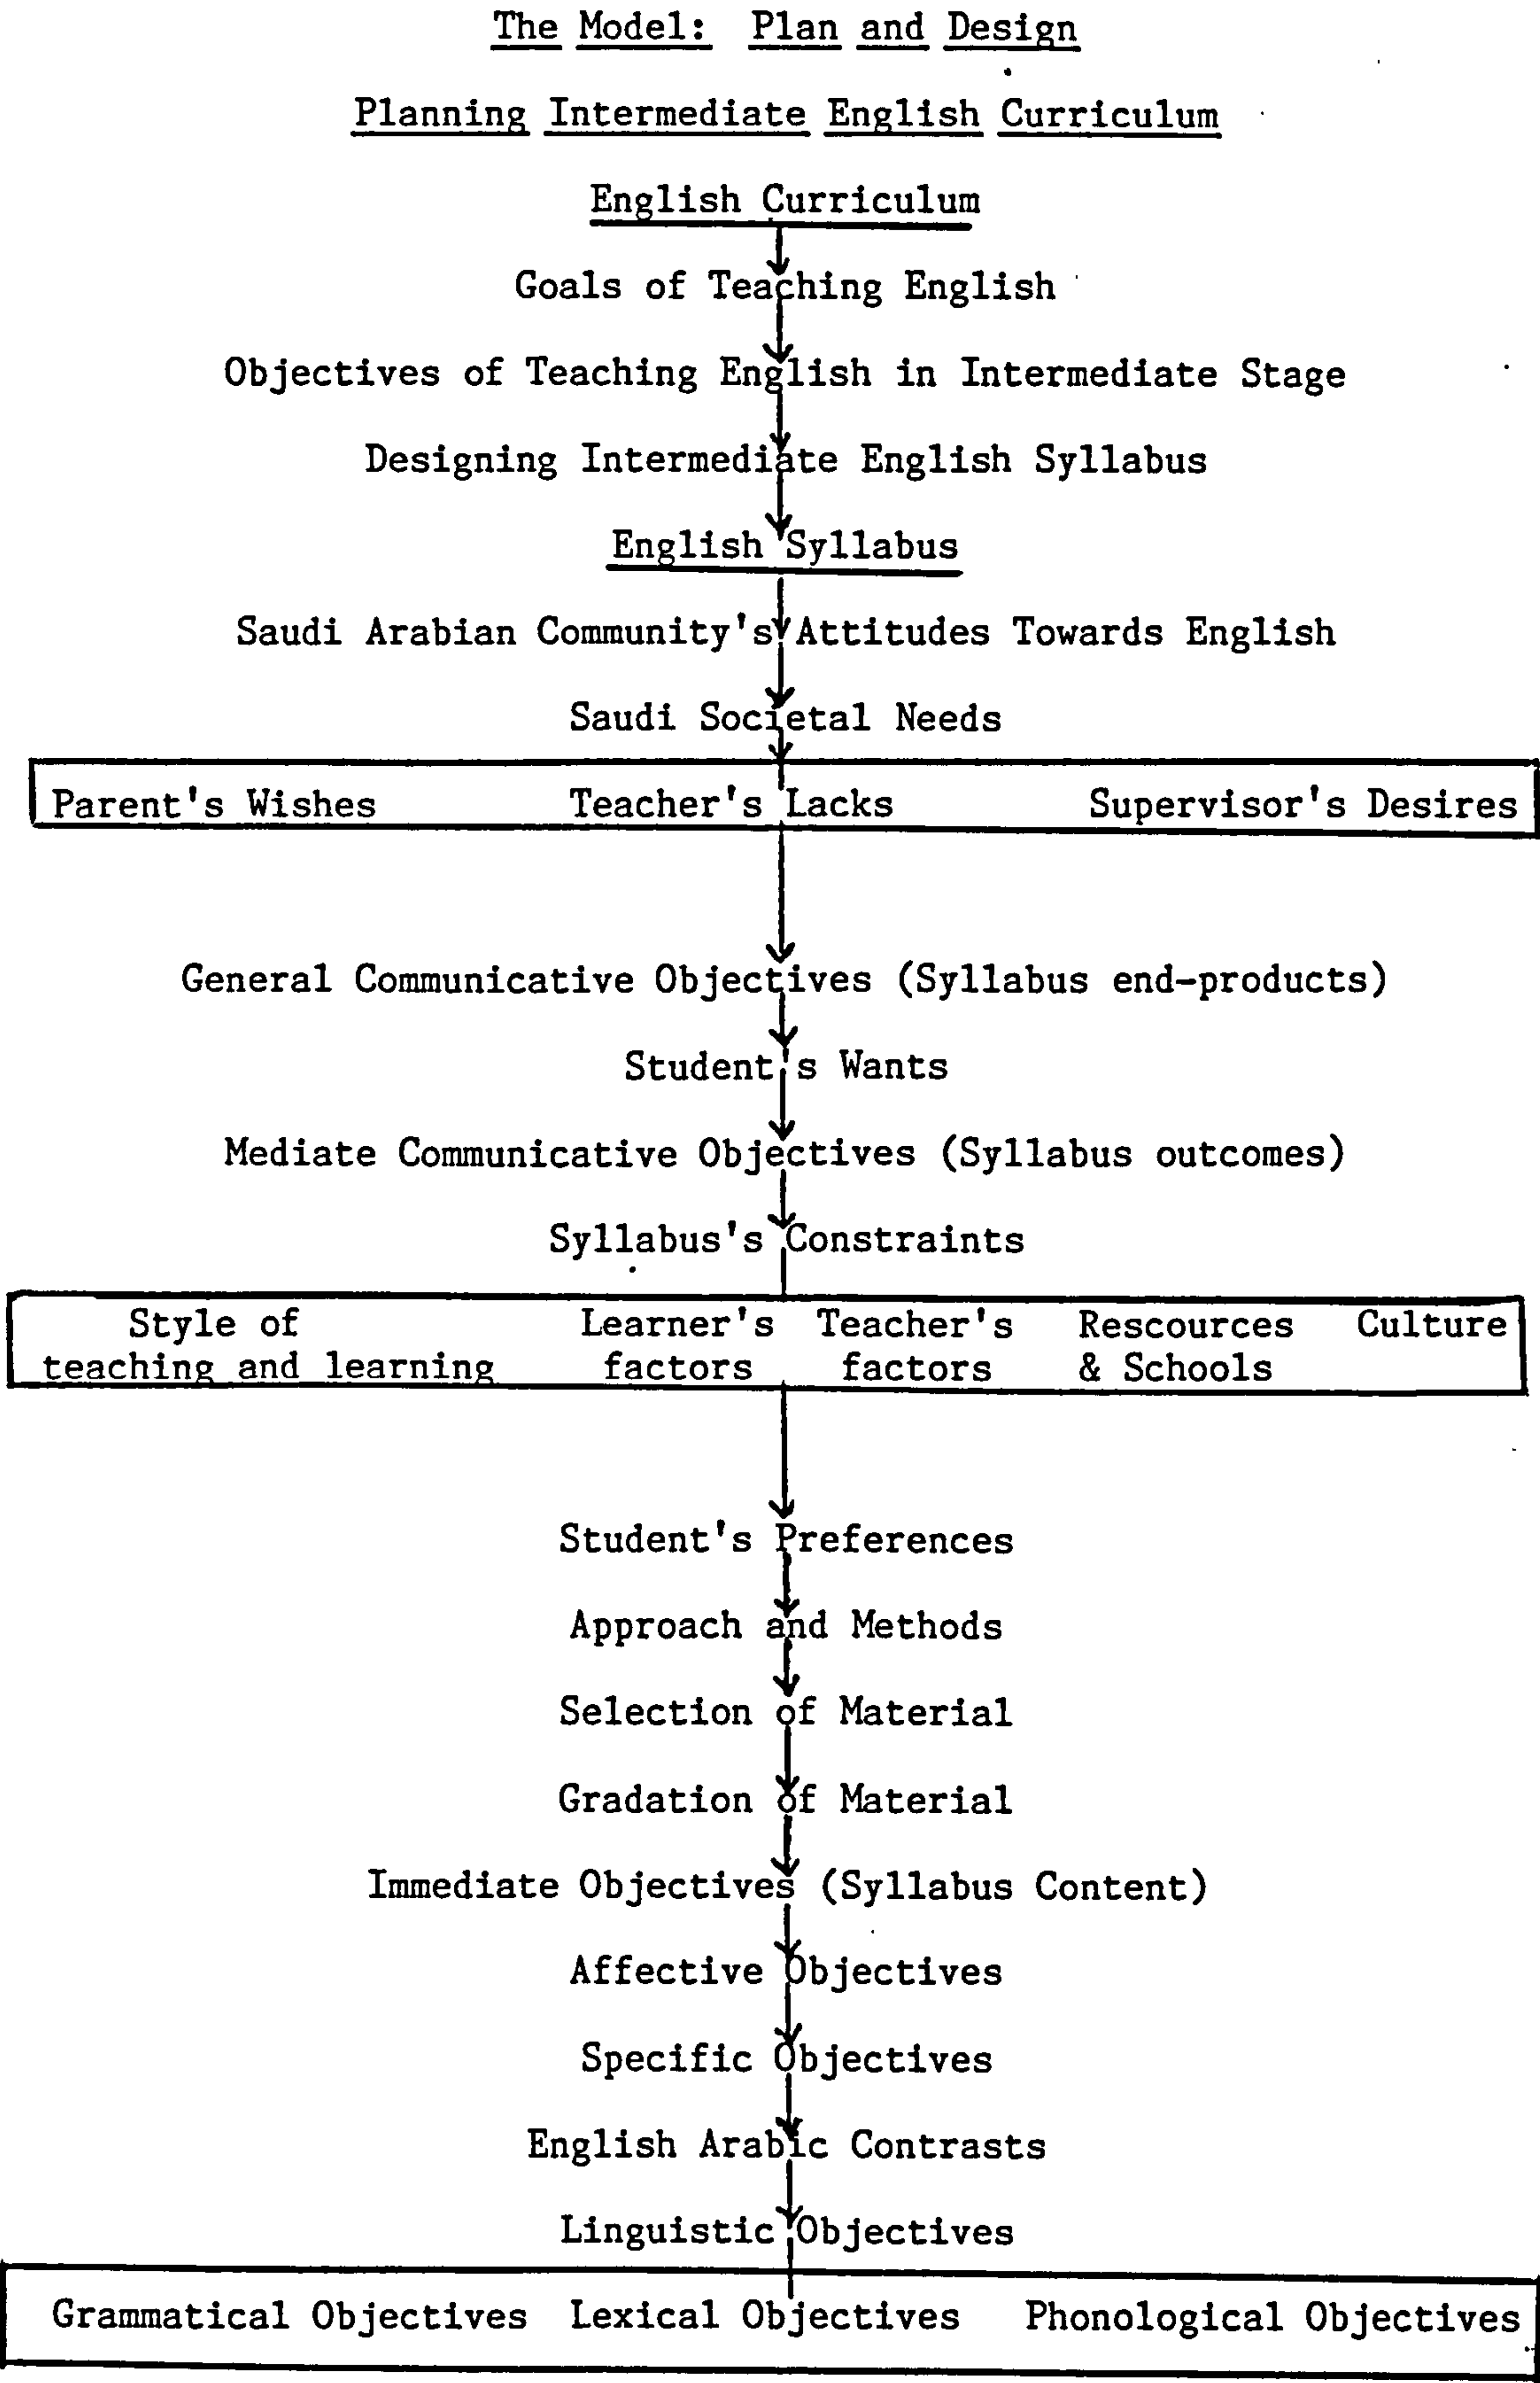 The Model: Plan and Design
Planning Intermediate English Curriculum
English Curriculum
Goals of Teaching English
Objectives of Teaching English in Intermediate Stage
Designing Intermediate English Syllabus
English Syllabus
Saudi Arabian Community's Attitudes Towards English
Saudi Societal Needs
Parent's Wishes Teacher's Lacks Supervisor's Desires
General Communicative Objectives (Syllabus end-products)
Student's Wants
Mediate Communicative Objectives (Syllabus outcomes)
Syllabus's Constraints
Style of Learner's Teacher's Rescources Culture
teaching and learning factors factors & Schools
Student's Preferences
Approach and Methods
Selection of Material
Gradation of Material
Immediate Objectives (Syllabus Content)
Affective Objectives
Specific Objectives
English Arabic Contrasts
Linguistic Objectives
Grammatical Objectives Lexical Objectives Phonological Objectives